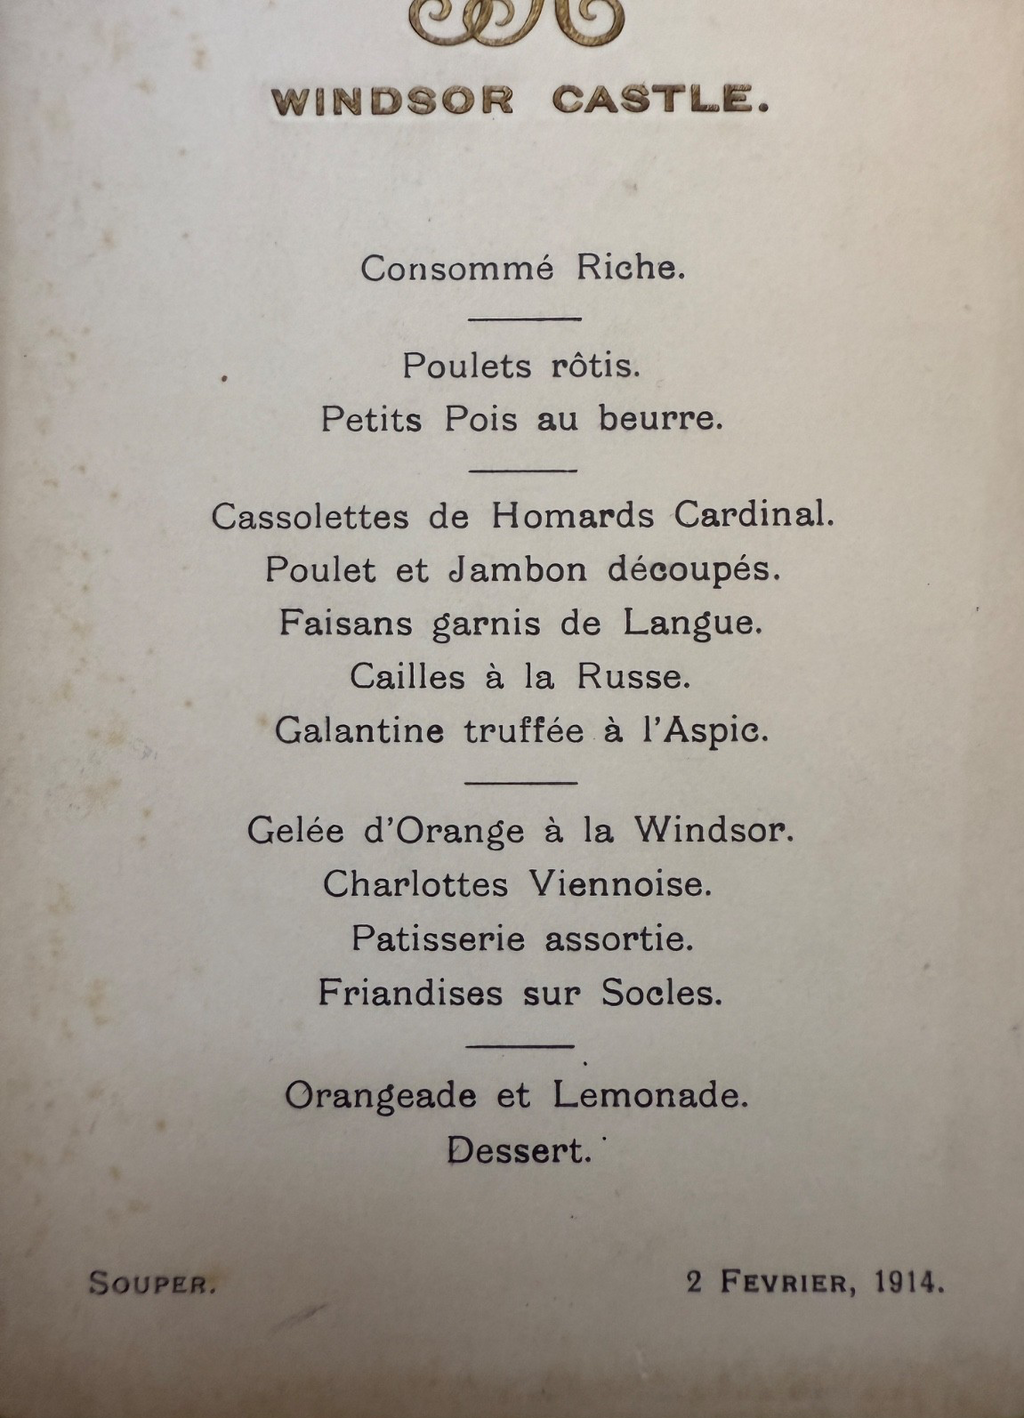 WINDSOR CASTLE.
Consommé Riche.
Poulets rôtis.
Petits Pois au beurre.
Cassolettes de Homards Cardinal.
Poulet et Jambon découpés.
Faisans garnis de Langue.
Cailles à la Russe.
Galantine truffée à l'Aspic.
Gelée d'Orange à la Windsor.
Charlottes Viennoise.
Patisserie assortie.
Friandises sur Socles.
Orangeade et Lemonade.
Dessert.
SOUPER. 2 FEVRIER, 1914.